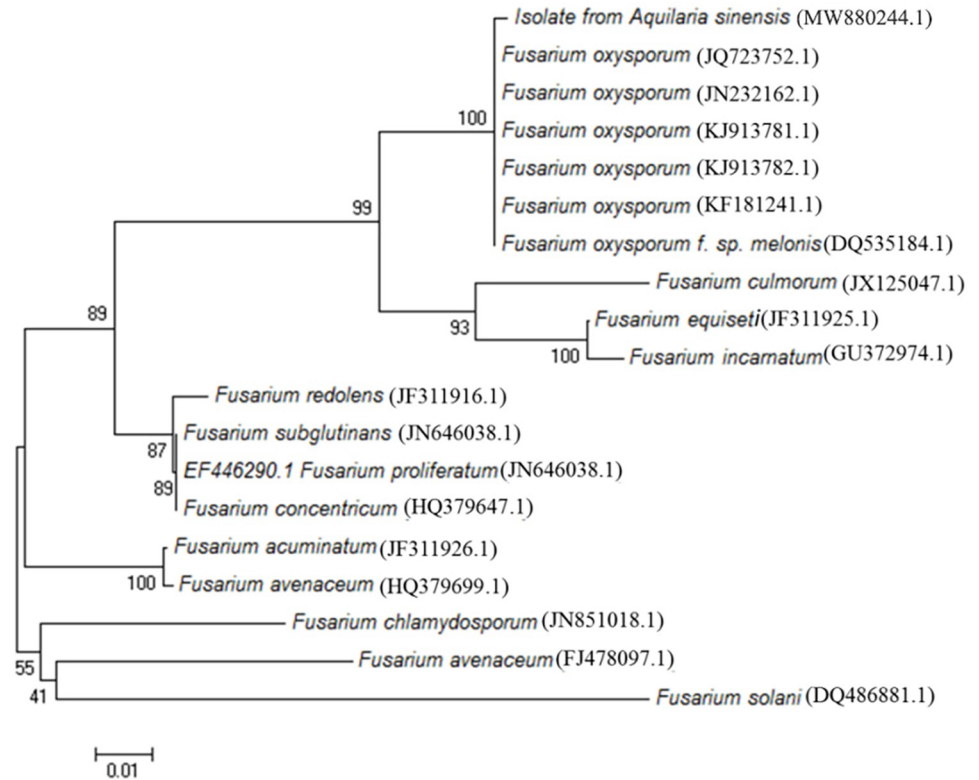 Isolate from Aquilaria sinensis (MW880244.1)
Fusarium oxysporum (JQ723752.1)
Fusarium oxysporum (JN232162.1)
100
Fusarium oxysporum (KJ913781.1)
Fusarium oxysporum (KJ913782.1)
99
Fusarium oxysporum (KF181241.1)
Fusarium oxysporum f. sp. melonis(DQ535184.1)
Fusarium culmorum (JX125047.1)
89
93
Fusarium equiseti(JF311925.1)
100
Fusarium incarnatum(GU372974.1)
Fusarium redolens (JF311916.1)
87
Fusarium subglutinans (JN646038.1)
EF446290.1 Fusarium proliferatum(JN646038.1)
89
Fusarium concentricum (HQ379647.1)
Fusarium acuminatum(JF311926.1)
100
Fusarium avenaceum (HQ379699.1)
Fusarium chlamydosporum (JN851018.1)
55
Fusarium avenaceum(FJ478097.1)
41
Fusarium solani (DQ486881.1)
0.01